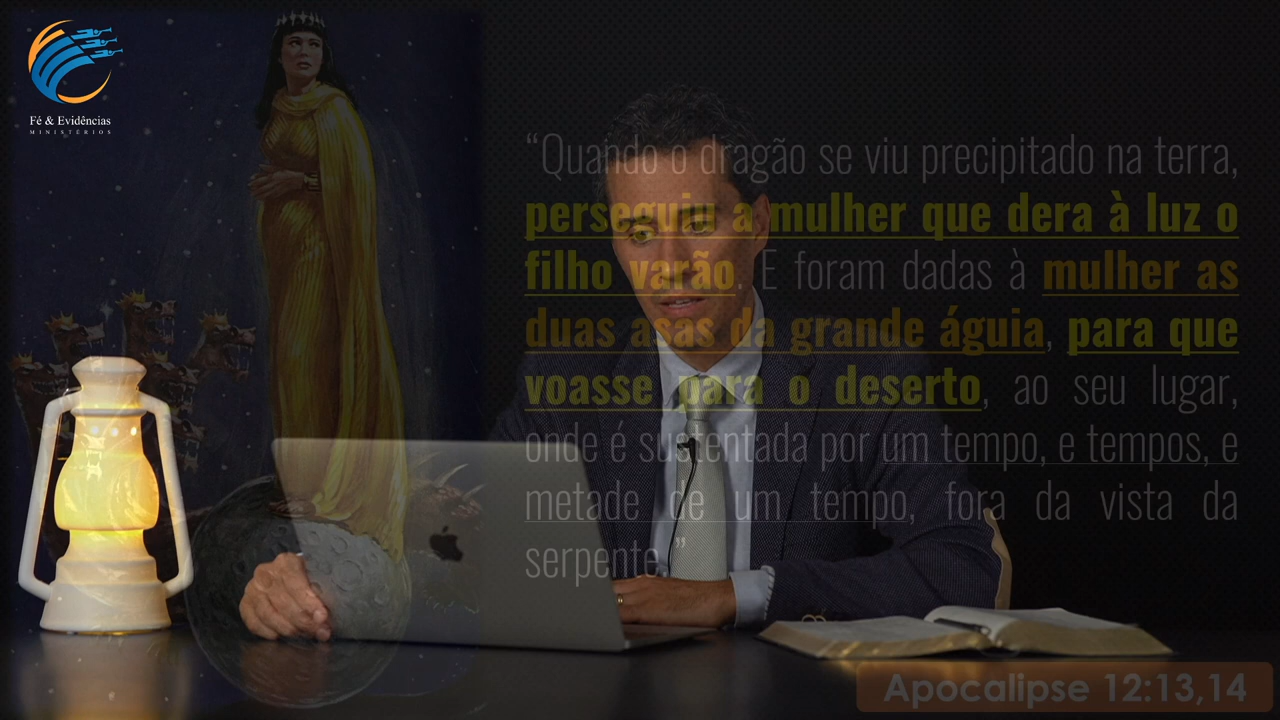 Fé & Evidências
MINISTÉRIOS
“Quando o dragão se viu precipitado na terra,
perseguiu a mulher que dera à luz o
filho varão. E foram dadas à mulher as
duas asas da grande águia, para que
voasse para o deserto, ao seu lugar,
onde é sustentada por um tempo, e tempos, e
metade de um tempo, fora da vista da
serpente.”
Apocalipse 12:13,14